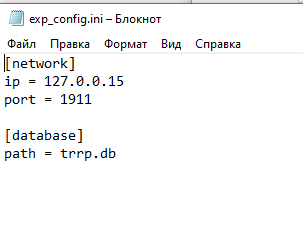 exp_config.ini – Блокнот
Файл Правка Формат Вид Справка
[network]
ip = 127.0.0.15
port = 1911

[database]
path = trrp.db